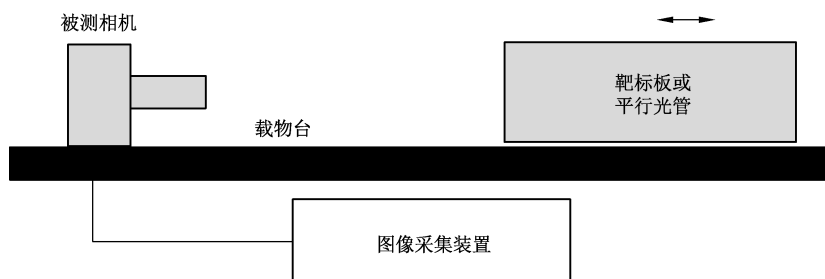 被测相机
靶标板或
平行光管
载物台
图像采集装置